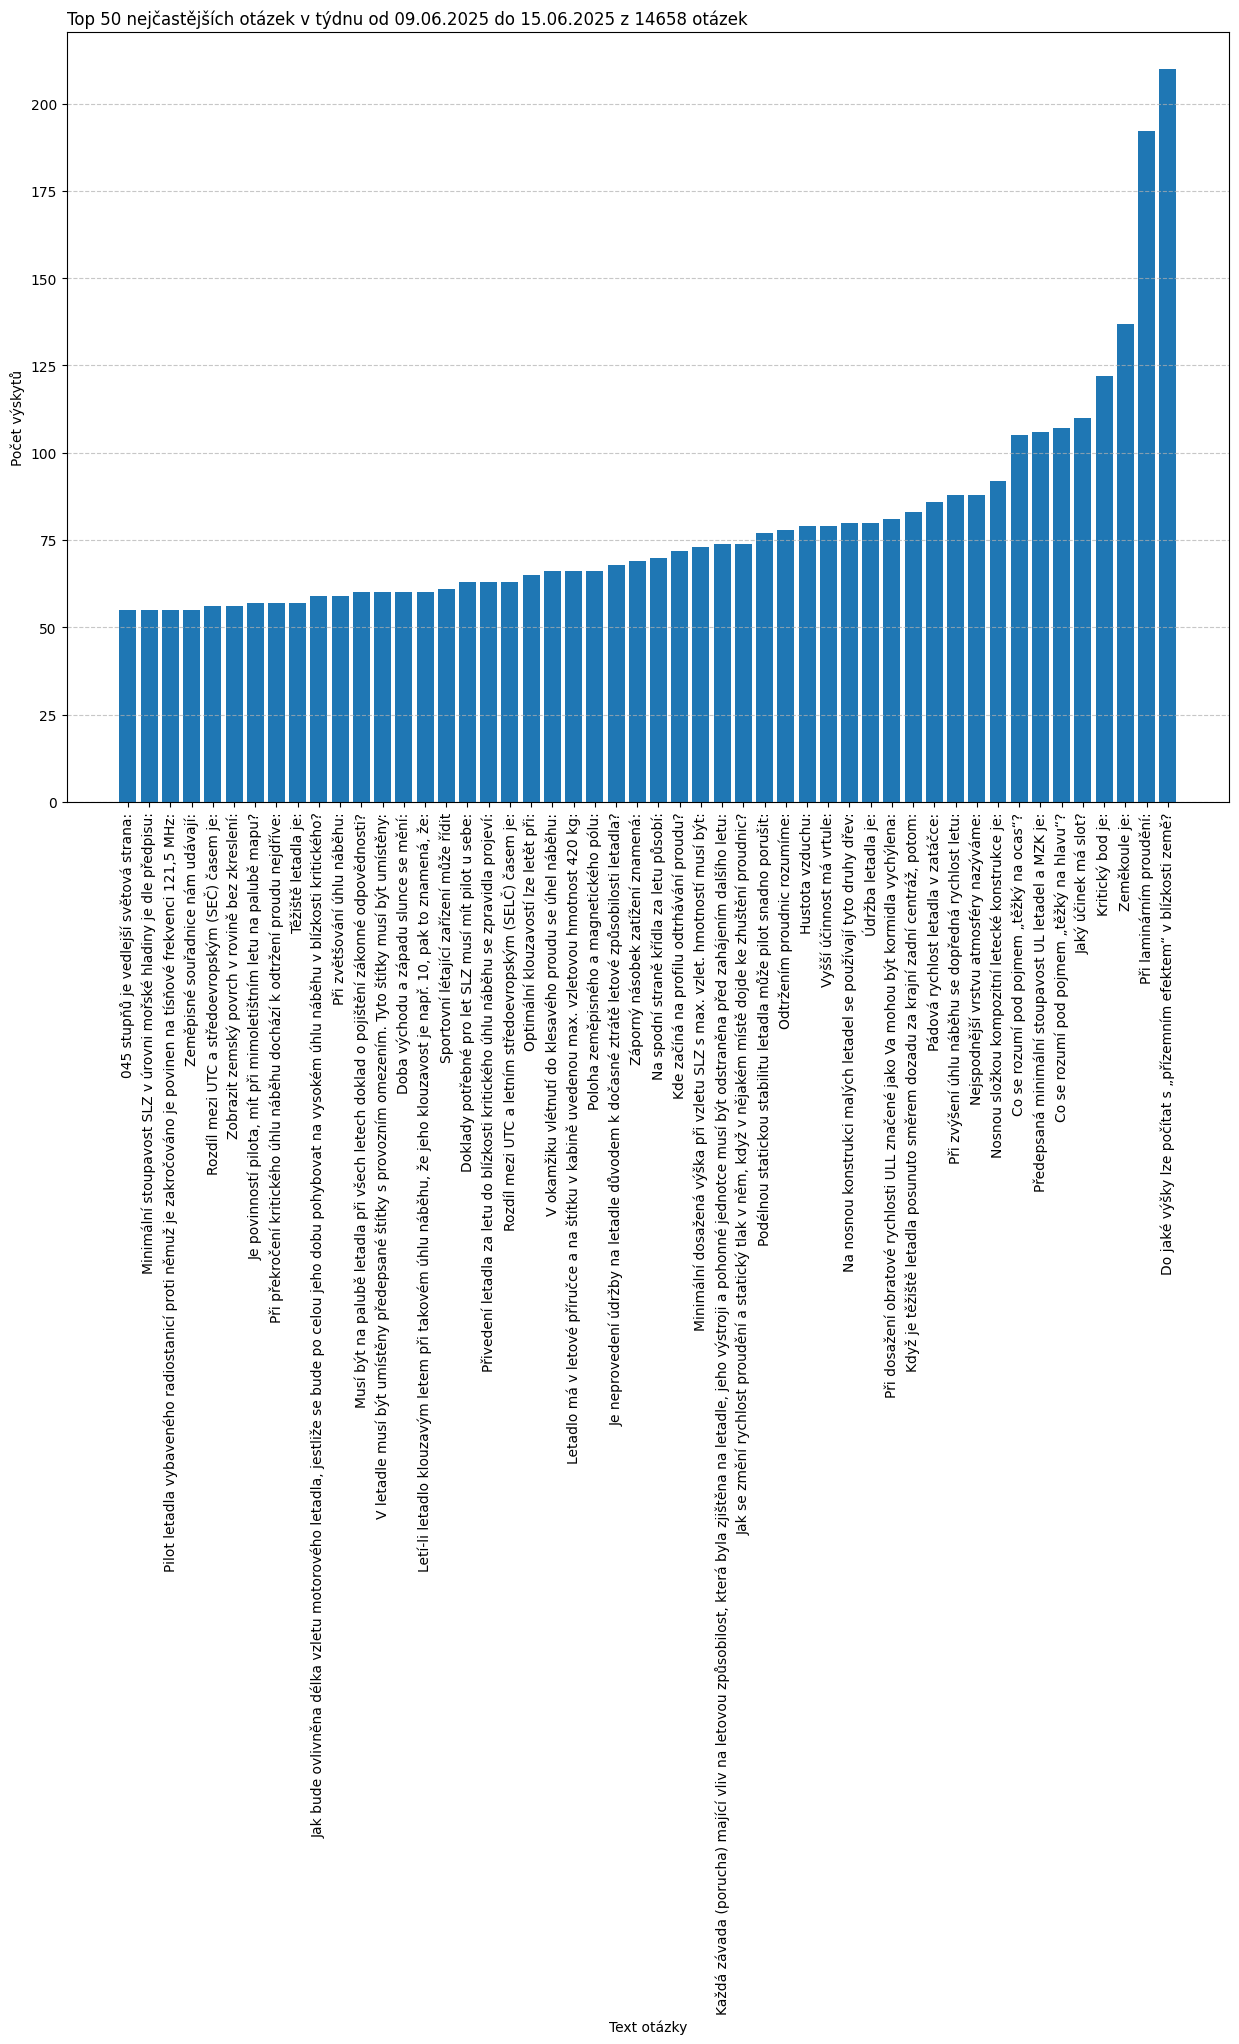 Top 50 nejčastějších otázek v týdnu od 09.06.2025 do 15.06.2025 z 14658 otázek
Počet výskytů
200
175
150
125
100
75
50
25
0
045 stupňů je vedlejší světová strana:
Minimální stoupavost SLZ v úrovni mořské hladiny je dle předpisu:
Pilot letadla vybaveného radiostanicí proti němuž je zakročováno je povinen na tísňové frekvenci 121,5 MHz:
Zeměpisné souřadnice nám udávají:
Rozdíl mezi UTC a středoevropským (SEČ) časem je:
Zobrazit zemský povrch v rovině bez zkreslení:
Je povinností pilota, mít při mimoletištním letu na palubě mapu?
Při překročení kritického úhlu náběhu dochází k odtržení proudu nejdříve:
Těžiště letadla je:
Jak bude ovlivněna délka vzletu motorového letadla, jestliže se bude po celou jeho dobu pohybovat na vysokém úhlu náběhu v blízkosti kritického?
Při zvětšování úhlu náběhu:
Musí být na palubě letadla při všech letech doklad o pojištění zákonné odpovědnosti?
V letadle musí být umístěny předepsané štítky s provozním omezením. Tyto štítky musí být umístěny:
Doba východu a západu slunce se mění:
Letí-li letadlo klouzavým letem při takovém úhlu náběhu, že jeho klouzavost je např. 10, pak to znamená, že:
Sportovní létající zařízení může řídit
Doklady potřebné pro let SLZ musí mít pilot u sebe:
Přivedení letadla za letu do blízkosti kritického úhlu náběhu se zpravidla projeví:
Rozdíl mezi UTC a letním středoevropským (SELČ) časem je:
Optimální klouzavostí lze letět při:
V okamžiku vlétnutí do klesavého proudu se úhel náběhu:
Letadlo má v letové příručce a na štítku v kabině uvedenou max. vzletovou hmotnost 420 kg:
Poloha zeměpisného a magnetického pólu:
Je neprovedení údržby na letadle důvodem k dočasné ztrátě letové způsobilosti letadla?
Záporný násobek zatížení znamená:
Na spodní straně křídla za letu působí:
Kde začíná na profilu odtrhávání proudu?
Minimální dosažená výška při vzletu SLZ s max. vzlet. hmotností musí být:
Každá závada (porucha) mající vliv na letovou způsobilost, která byla zjištěna na letadle, jeho výstroji a pohonné jednotce musí být odstraněna před zahájením dalšího letu:
Jak se změní rychlost proudění a statický tlak v něm, když v nějakém místě dojde ke zhuštění proudnic?
Podélnou statickou stabilitu letadla může pilot snadno porušit:
Odtržením proudnic rozumíme:
Hustota vzduchu:
Vyšší účinnost má vrtule:
Na nosnou konstrukci malých letadel se používají tyto druhy dřev:
Údržba letadla je:
Při dosažení obratové rychlosti ULL značené jako Va mohou být kormidla vychýlena:
Když je těžiště letadla posunuto směrem dozadu za krajní zadní centráž, potom:
Pádová rychlost letadla v zatáčce:
Při zvýšení úhlu náběhu se dopředná rychlost letu:
Nejspodnější vrstvu atmosféry nazýváme:
Nosnou složkou kompozitní letecké konstrukce je:
Co se rozumí pod pojmem „těžký na ocas“?
Předepsaná minimální stoupavost UL letadel a MZK je:
Co se rozumí pod pojmem „těžký na hlavu“?
Jaký účinek má slot?
Kritický bod je:
Zeměkoule je:
Při laminárním proudění:
Do jaké výšky lze počítat s „přízemním efektem“ v blízkosti země?
Text otázky